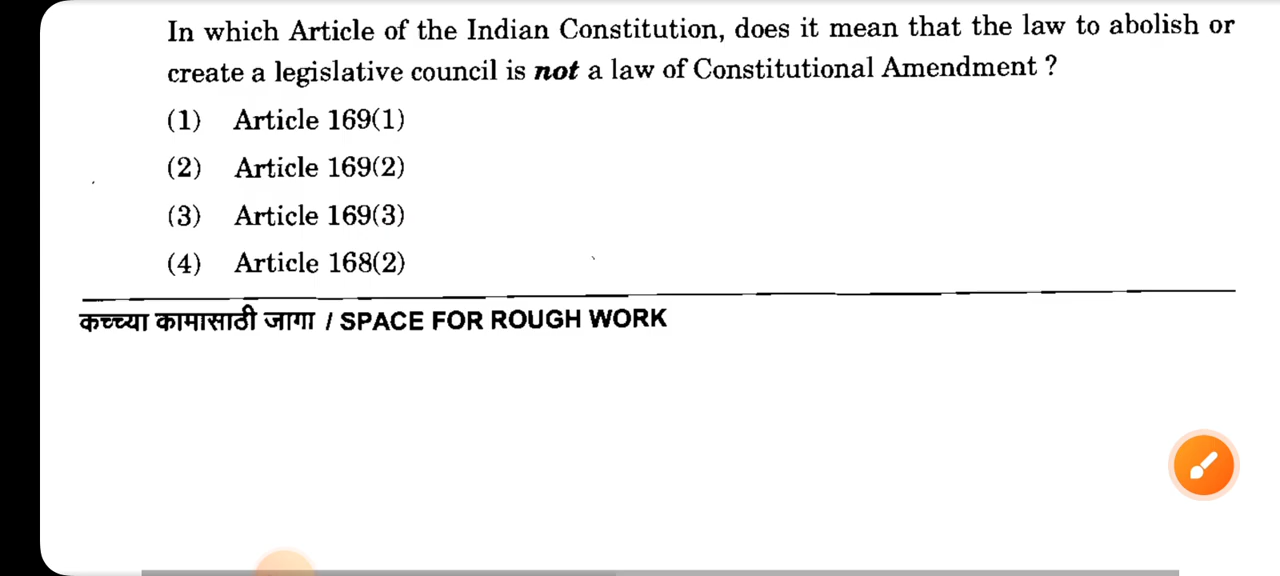 In which Article of the Indian Constitution, does it mean that the law to abolish or
create a legislative council is not a law of Constitutional Amendment ?
(1) Article 169(1)
(2) Article 169(2)
(3) Article 169(3)
(4) Article 168(2)
कच्च्या कामासाठी जागा / SPACE FOR ROUGH WORK